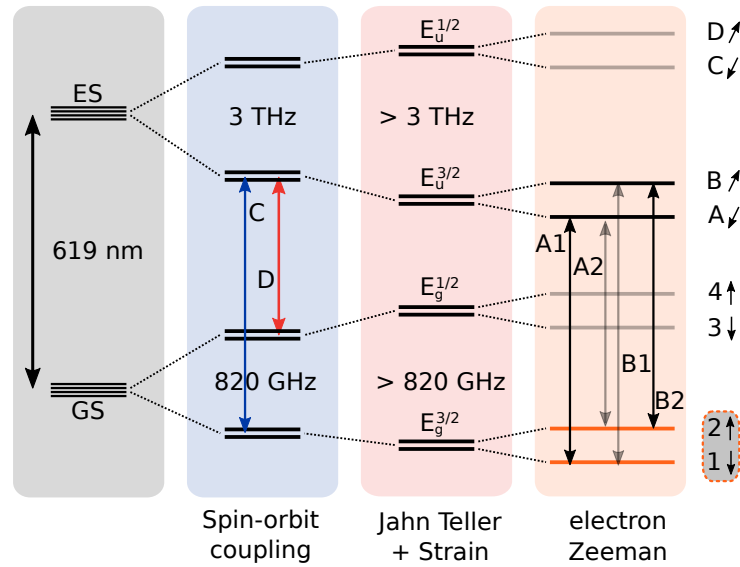 ES
619 nm
GS
3 THz
C
D
820 GHz
Spin-orbit
coupling
E_u^{1/2}
> 3 THz
E_u^{3/2}
E_g^{1/2}
> 820 GHz
E_g^{3/2}
Jahn Teller
+ Strain
A1
A2
B1
B2
electron
Zeeman
D
C
B
A
4
3
2
1